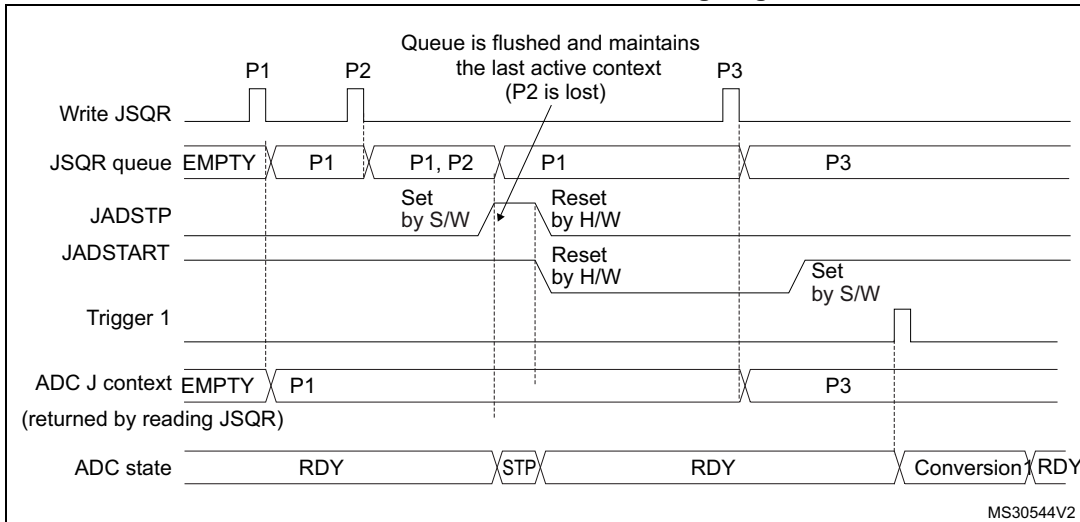 Queue is flushed and maintains
the last active context
(P2 is lost)
P1 P2 P3
Write JSQR
JSQR queue EMPTY P1 P1, P2 P1 P3
Set
by S/W
Reset
by H/W
JADSTP
JADSTART
Reset
by H/W
Set
by S/W
Trigger 1
ADC J context EMPTY P1 P3
(returned by reading JSQR)
ADC state RDY STP RDY Conversion1 RDY
MS30544V2